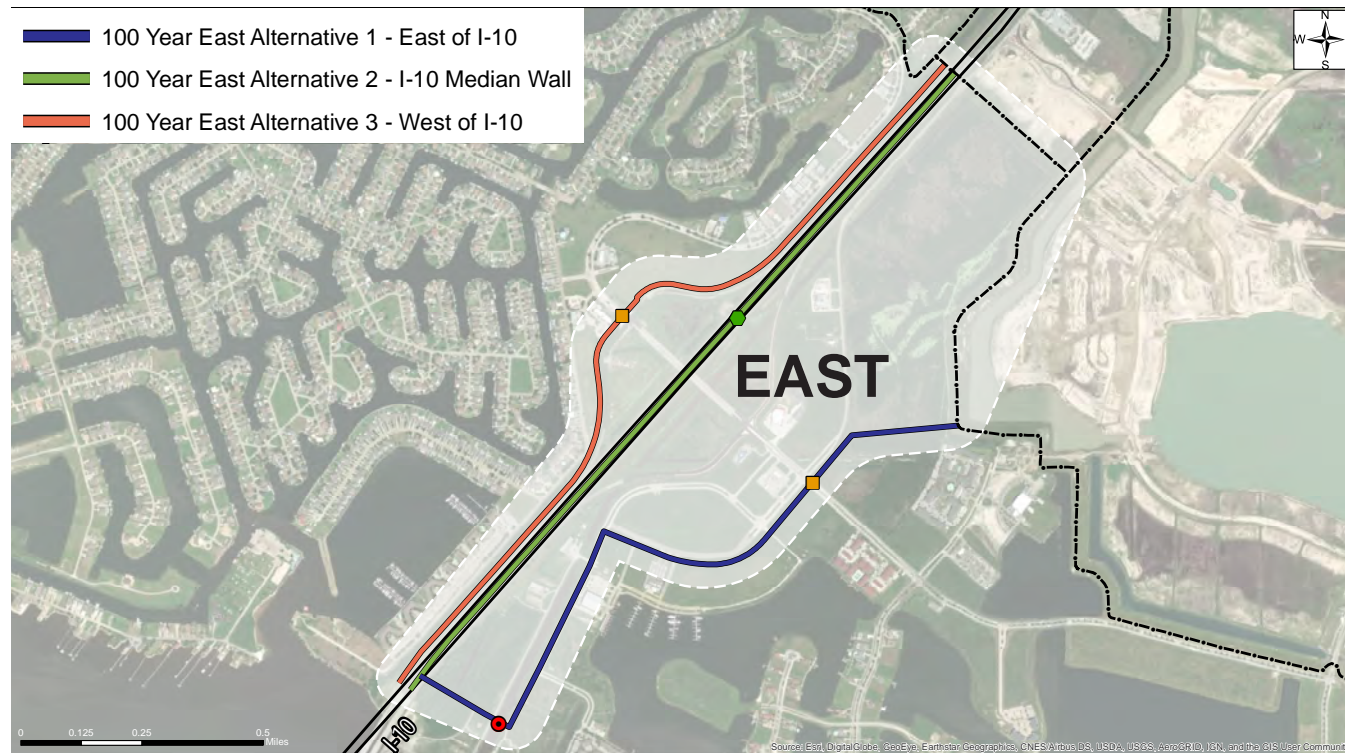 100 Year East Alternative 1 - East of I-10
100 Year East Alternative 2 - I-10 Median Wall
100 Year East Alternative 3 - West of I-10
N
W
E
S
EAST
I-10
0 0.125 0.25 0.5
Miles
Source: Esri, DigitalGlobe, GeoEye, Earthstar Geographics, CNES/Airbus DS, USDA, USGS, AeroGRID, IGN, and the GIS User Communit